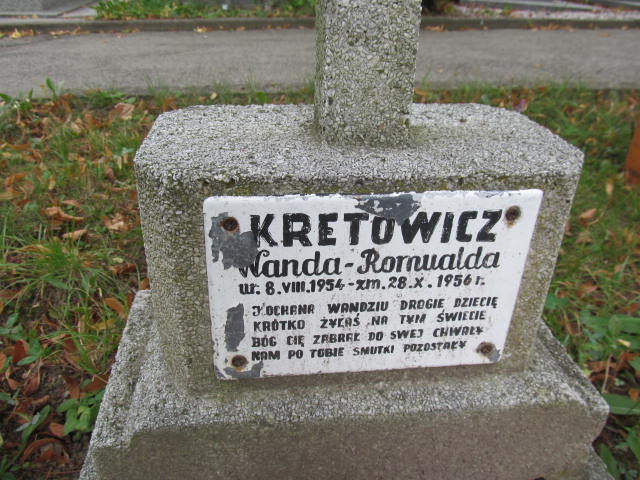 KRETOWICZ
Wanda-Romualda
ur. 8.VIII.1954 - zm. 28.X.1956 r.
KOCHANA WANDZIU DROGIE DZIECIĘ
KRÓTKO ŻYŁAŚ NA TYM ŚWIECIE
BÓG CIĘ ZABRAŁ DO SWEJ CHWAŁY
NAM PO TOBIE SMUTKI POZOSTAŁY